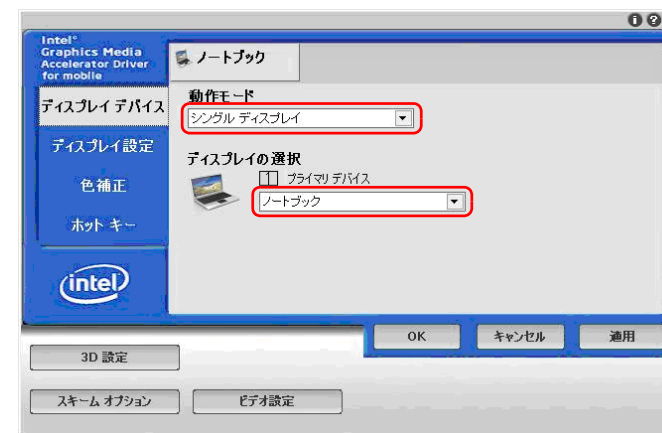 Intel®
Graphics Media
Accelerator Driver
for mobile
ノートブック
ディスプレイ デバイス
動作モード
シングル ディスプレイ
ディスプレイ設定
ディスプレイの選択
1 プライマリ デバイス
色補正
ノートブック
ホット キー
intel
OK
キャンセル
適用
3D 設定
スキーム オプション
ビデオ設定